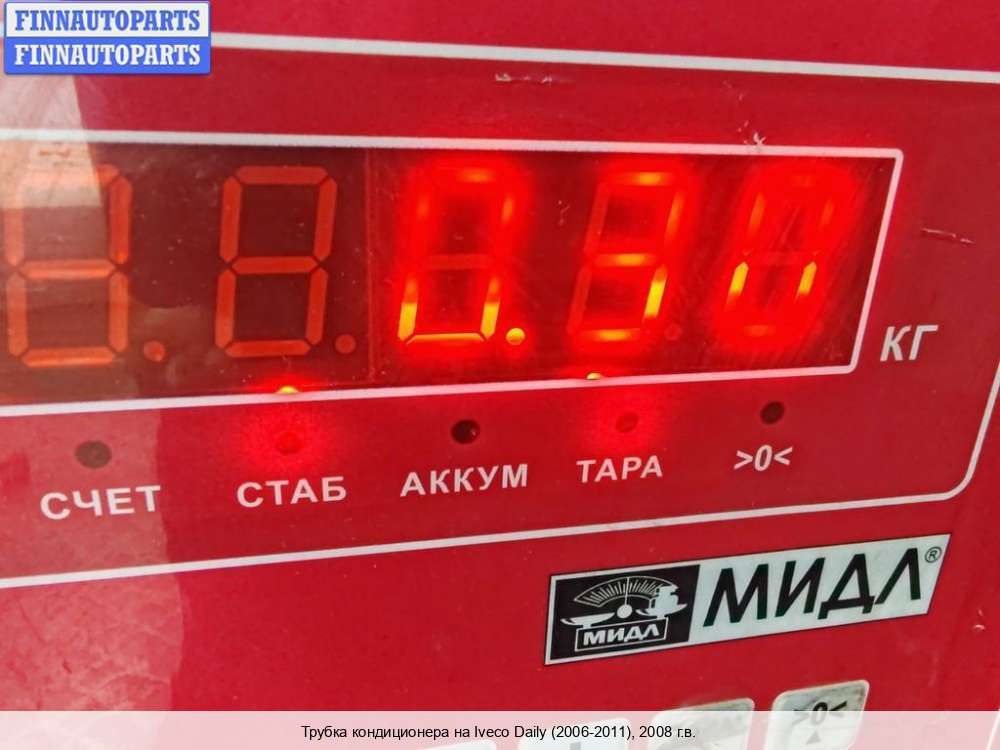 FINNAUTOPARTS
FINNAUTOPARTS
КГ
СЧЕТ СТАБ АККУМ ТАРА >0<
МИДЛ МИДЛ®
>0<
Трубка кондиционера на Iveco Daily (2006-2011), 2008 г.в.